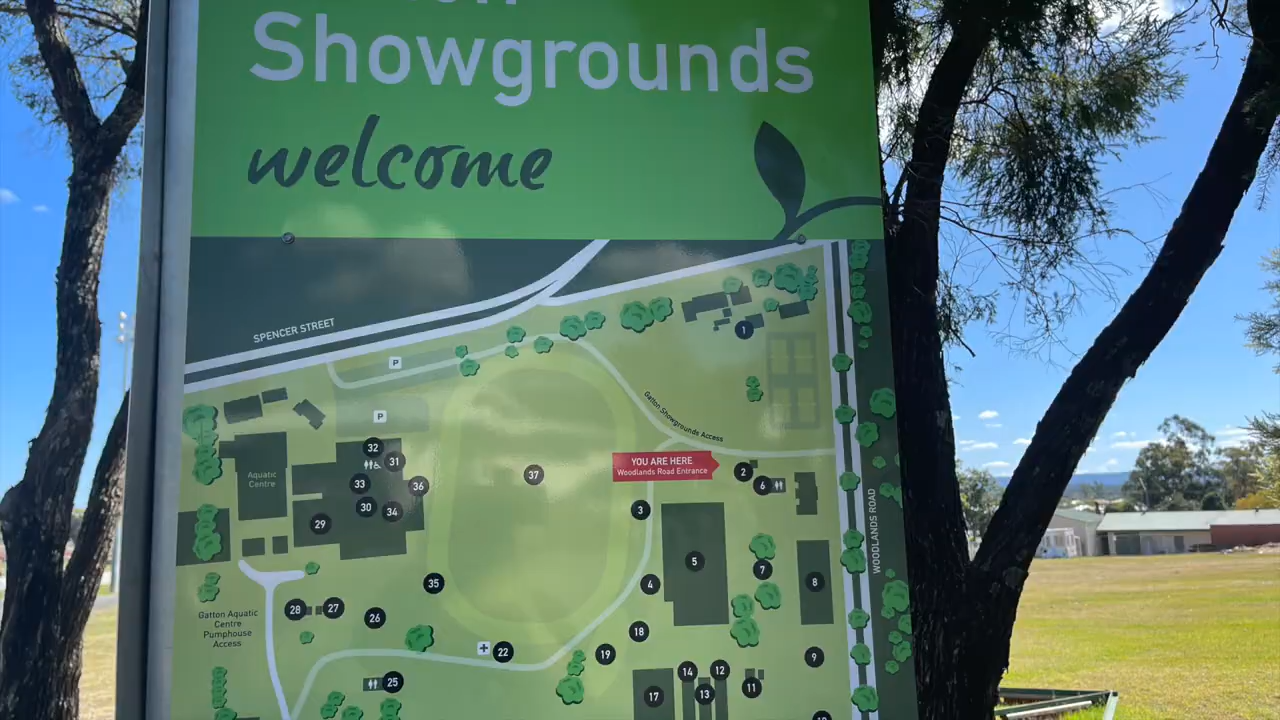 Showgrounds
welcome
SPENCER STREET
P
P
1
Gatton Showgrounds Access
YOU ARE HERE
Woodlands Road Entrance
Aquatic
Centre
32
31
33
36
30
34
29
37
2
6
3
5
4
7
8
WOODLANDS ROAD
35
28
27
26
Gatton Aquatic
Centre
Pumphouse
Access
18
22
19
9
25
14
12
17
13
11